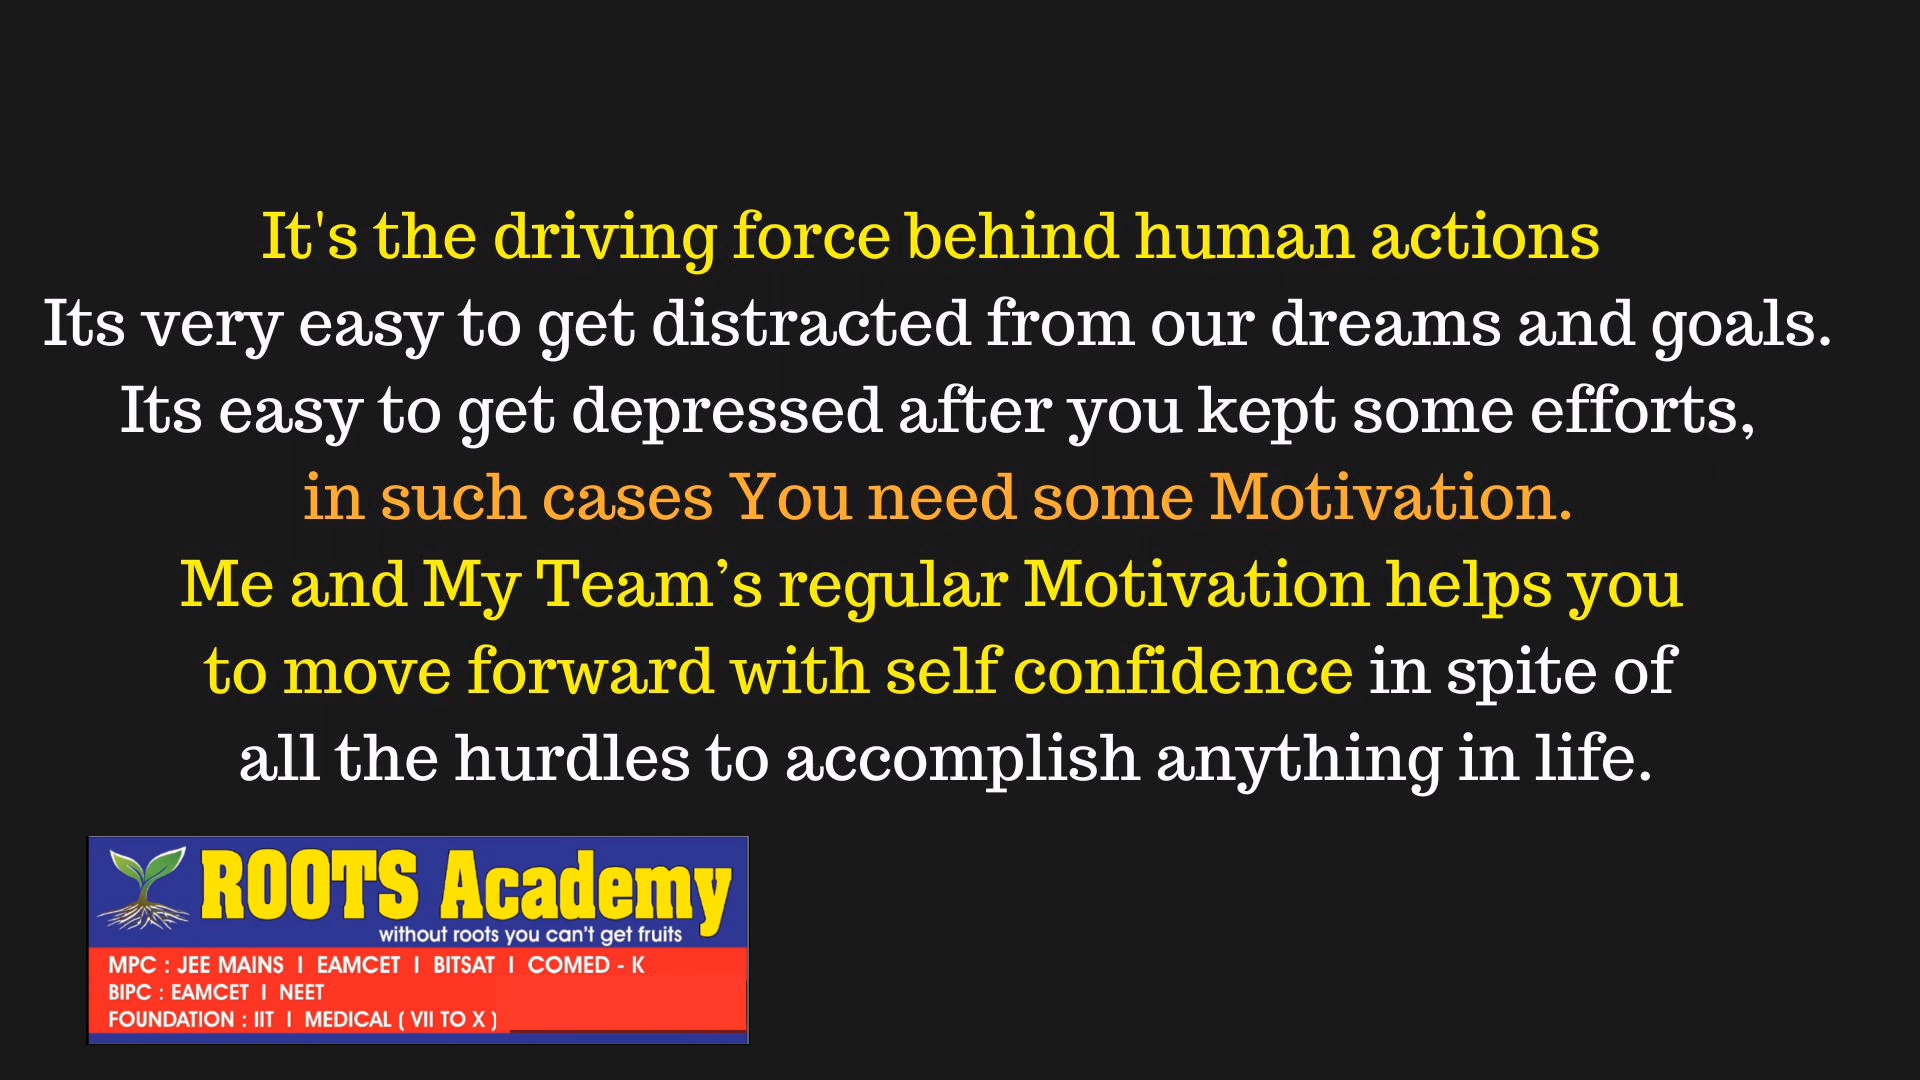 It's the driving force behind human actions
Its very easy to get distracted from our dreams and goals.
Its easy to get depressed after you kept some efforts,
in such cases You need some Motivation.
Me and My Team’s regular Motivation helps you
to move forward with self confidence in spite of
all the hurdles to accomplish anything in life.
ROOTS Academy
without roots you can't get fruits
MPC : JEE MAINS I EAMCET I BITSAT I COMED - K
BIPC : EAMCET I NEET
FOUNDATION : IIT I MEDICAL ( VII TO X )